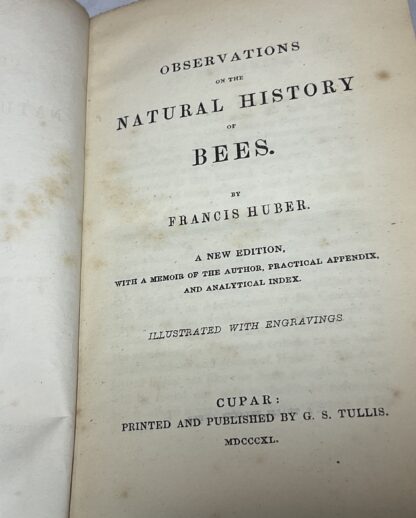 OBSERVATIONS
ON THE
NATURAL HISTORY
OF
BEES.
BY
FRANCIS HUBER.
A NEW EDITION,
WITH A MEMOIR OF THE AUTHOR, PRACTICAL APPENDIX,
AND ANALYTICAL INDEX.
ILLUSTRATED WITH ENGRAVINGS.
CUPAR:
PRINTED AND PUBLISHED BY G. S. TULLIS.
MDCCCXL.